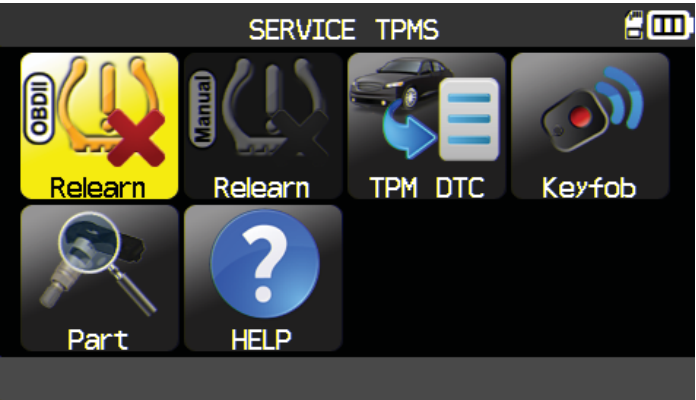 SERVICE TPMS
OBDII
Relearn
Manual
Relearn
TPM DTC
Keyfob
Part
?
HELP